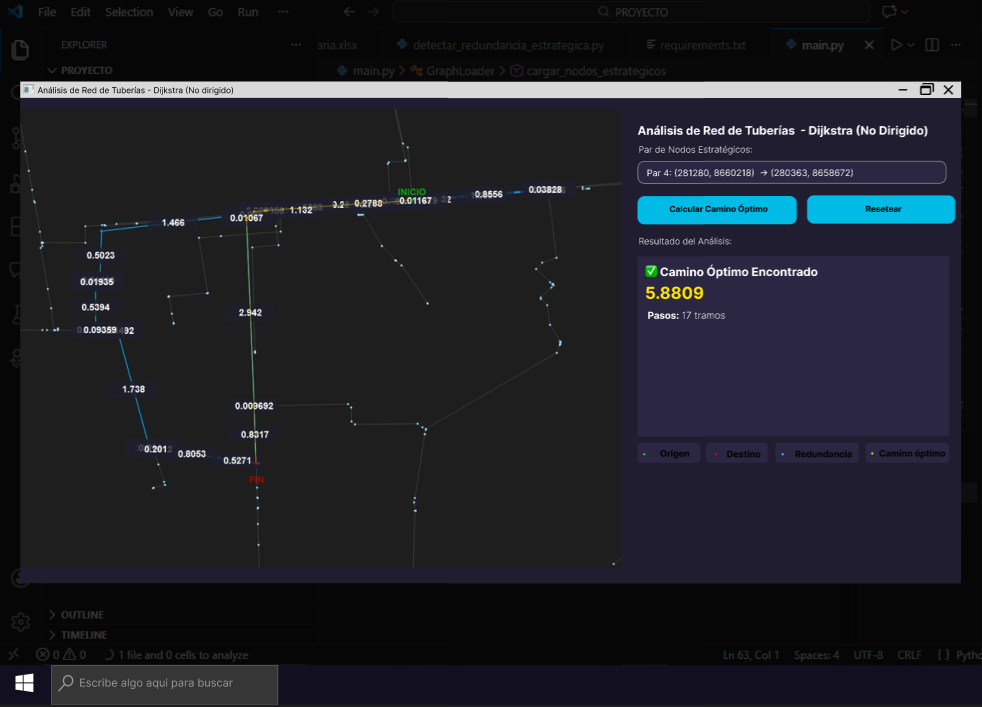 File Edit Selection View Go Run ···
PROYECTO
EXPLORER ···
aria.xlsx
detectar_redundancia_estrategica.py
requirements.txt
main.py
PROYECTO
main.py > GraphLoader > cargar_nodos_estrategicos
Análisis de Red de Tuberías - Dijkstra (No dirigido)
Análisis de Red de Tuberías - Dijkstra (No Dirigido)
Par de Nodos Estratégicos:
Par 4: (281280, 8660218) → (280363, 8658672)
Calcular Camino Óptimo
Resetear
Resultado del Análisis:
✅ Camino Óptimo Encontrado
5.8809
Pasos: 17 tramos
Origen
Destino
Redundancia
Camino óptimo
INICIO
0.03828
0.8556
0.01167
0.2788
1.132
0.01067
1.466
0.5023
0.01935
0.5394
0.09359
2.942
1.738
0.009692
0.8317
0.2012
0.8053
0.5271
FIN
OUTLINE
TIMELINE
0 0 1 file and 0 cells to analyze
Ln 63, Col 1 Spaces: 4 UTF-8 CRLF { } Pytho
Escribe algo aqui para buscar